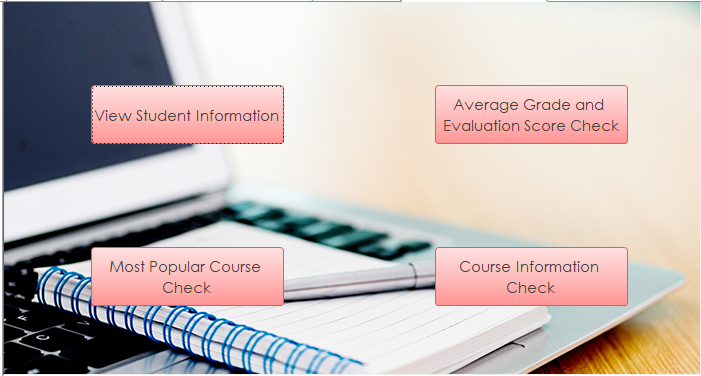 View Student Information
Average Grade and
Evaluation Score Check
Most Popular Course
Check
Course Information
Check